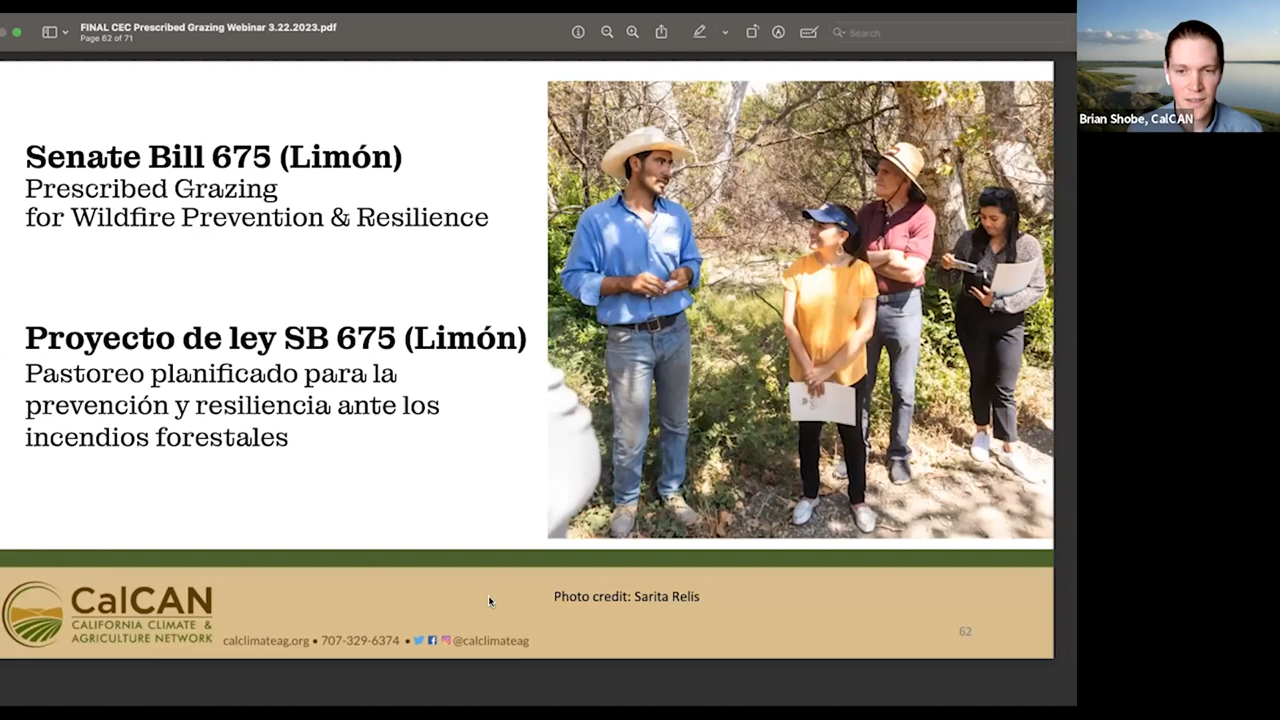 FINAL CEC Prescribed Grazing Webinar 3.22.2023.pdf
Page 62 of 71
Search
Brian Shobe, CalCAN
Senate Bill 675 (Limón)
Prescribed Grazing
for Wildfire Prevention & Resilience
Proyecto de ley SB 675 (Limón)
Pastoreo planificado para la
prevención y resiliencia ante los
incendios forestales
CalCAN
CALIFORNIA CLIMATE &
AGRICULTURE NETWORK
calclimateag.org • 707-329-6374 • @calclimateag
Photo credit: Sarita Relis
62